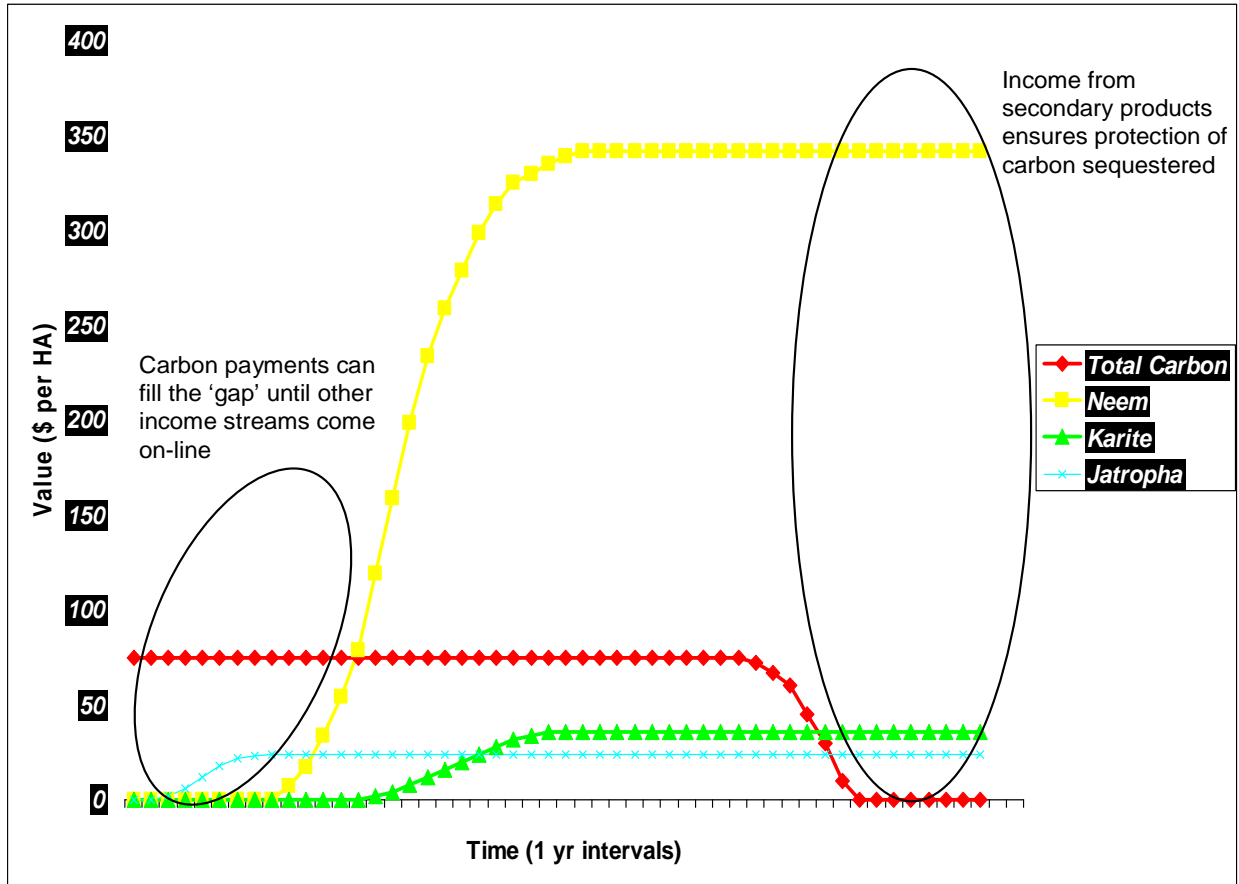 400
350
300
250
200
150
100
50
0
Value ($ per HA)
Time (1 yr intervals)
Carbon payments can
fill the ‘gap’ until other
income streams come
on-line
Income from
secondary products
ensures protection of
carbon sequestered
Total Carbon
Neem
Karite
Jatropha